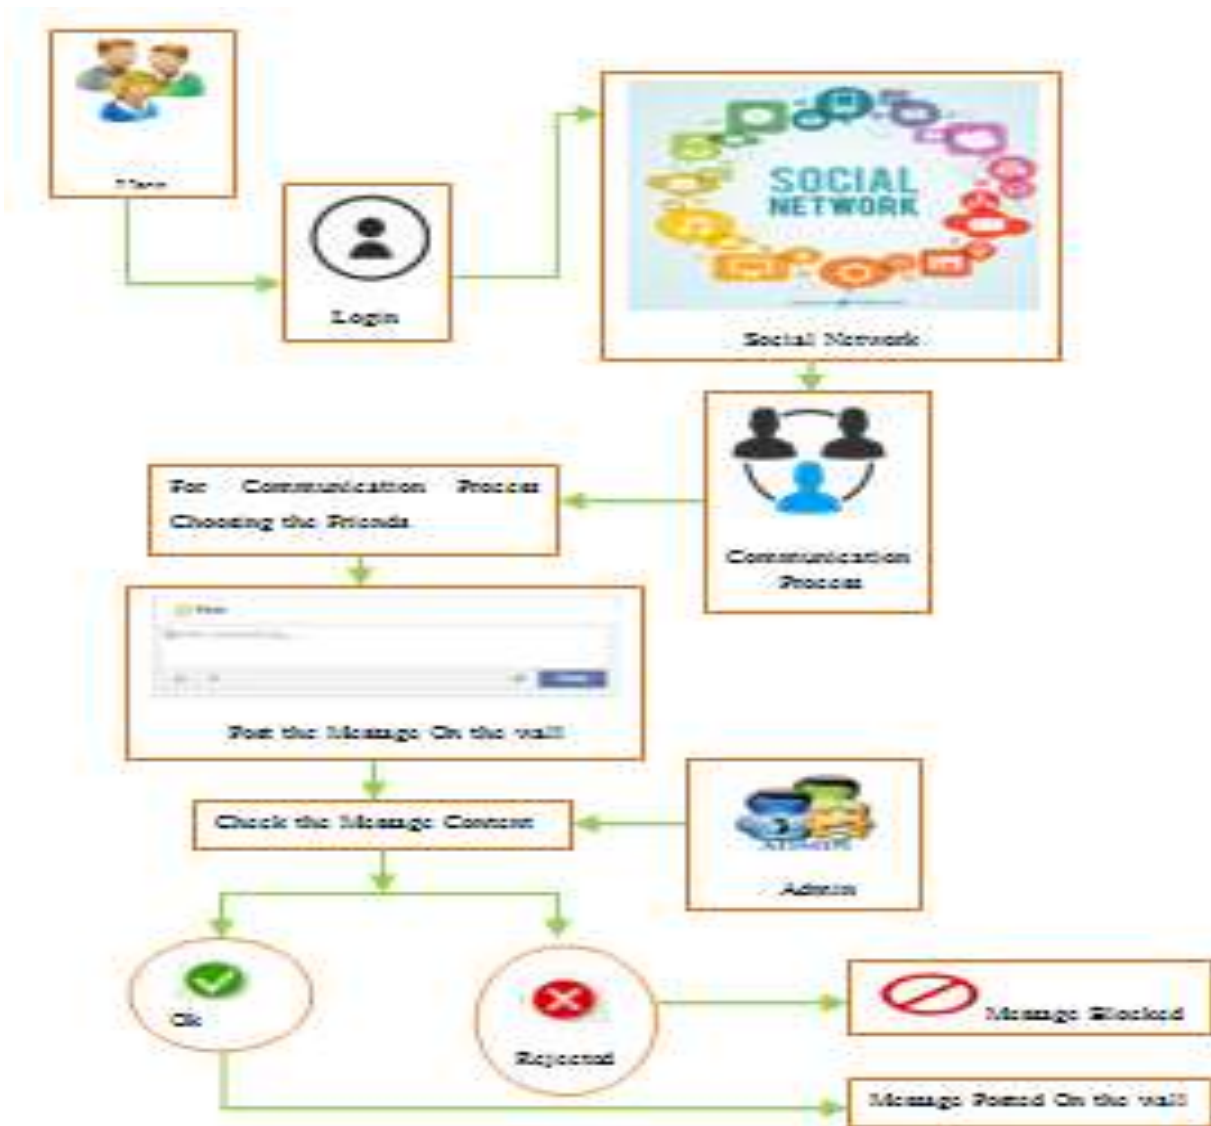 SOCIAL
NETWORK
Login
Social Network
For Communication Process
Choosing the Friends
Communication
Process
Post the Message On the wall
Check the Message Content
Admin
Ok
Rejected
Message Blocked
Message Posted On the wall